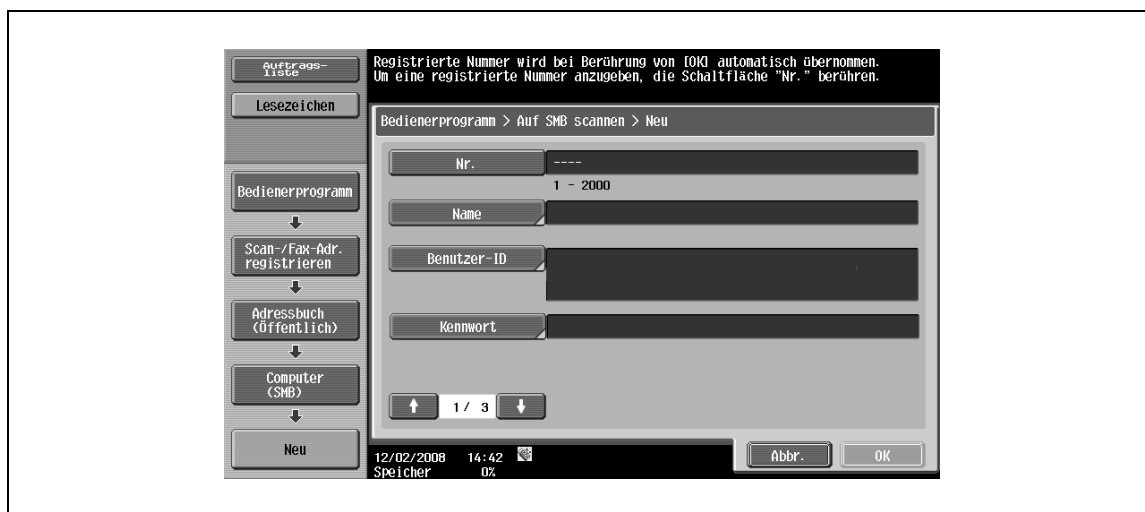 Auftrags-
liste
Lesezeichen
Bedienerprogramm
Scan-/Fax-Adr.
registrieren
Adressbuch
(Öffentlich)
Computer
(SMB)
Neu
Registrierte Nummer wird bei Berührung von [OK] automatisch übernommen.
Um eine registrierte Nummer anzugeben, die Schaltfläche "Nr." berühren.
Bedienerprogramm > Auf SMB scannen > Neu
Nr. ----
1 - 2000
Name
Benutzer-ID
Kennwort
1/ 3
12/02/2008 14:42
Speicher 0%
Abbr. OK